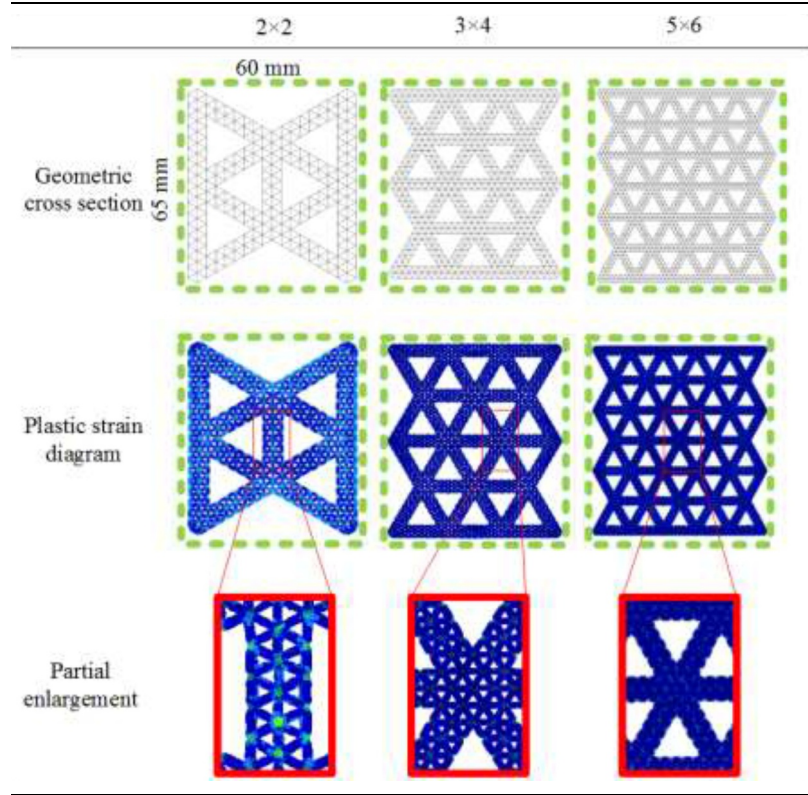 2×2 3×4 5×6
60 mm
65 mm
Geometric
cross section
Plastic strain
diagram
Partial
enlargement